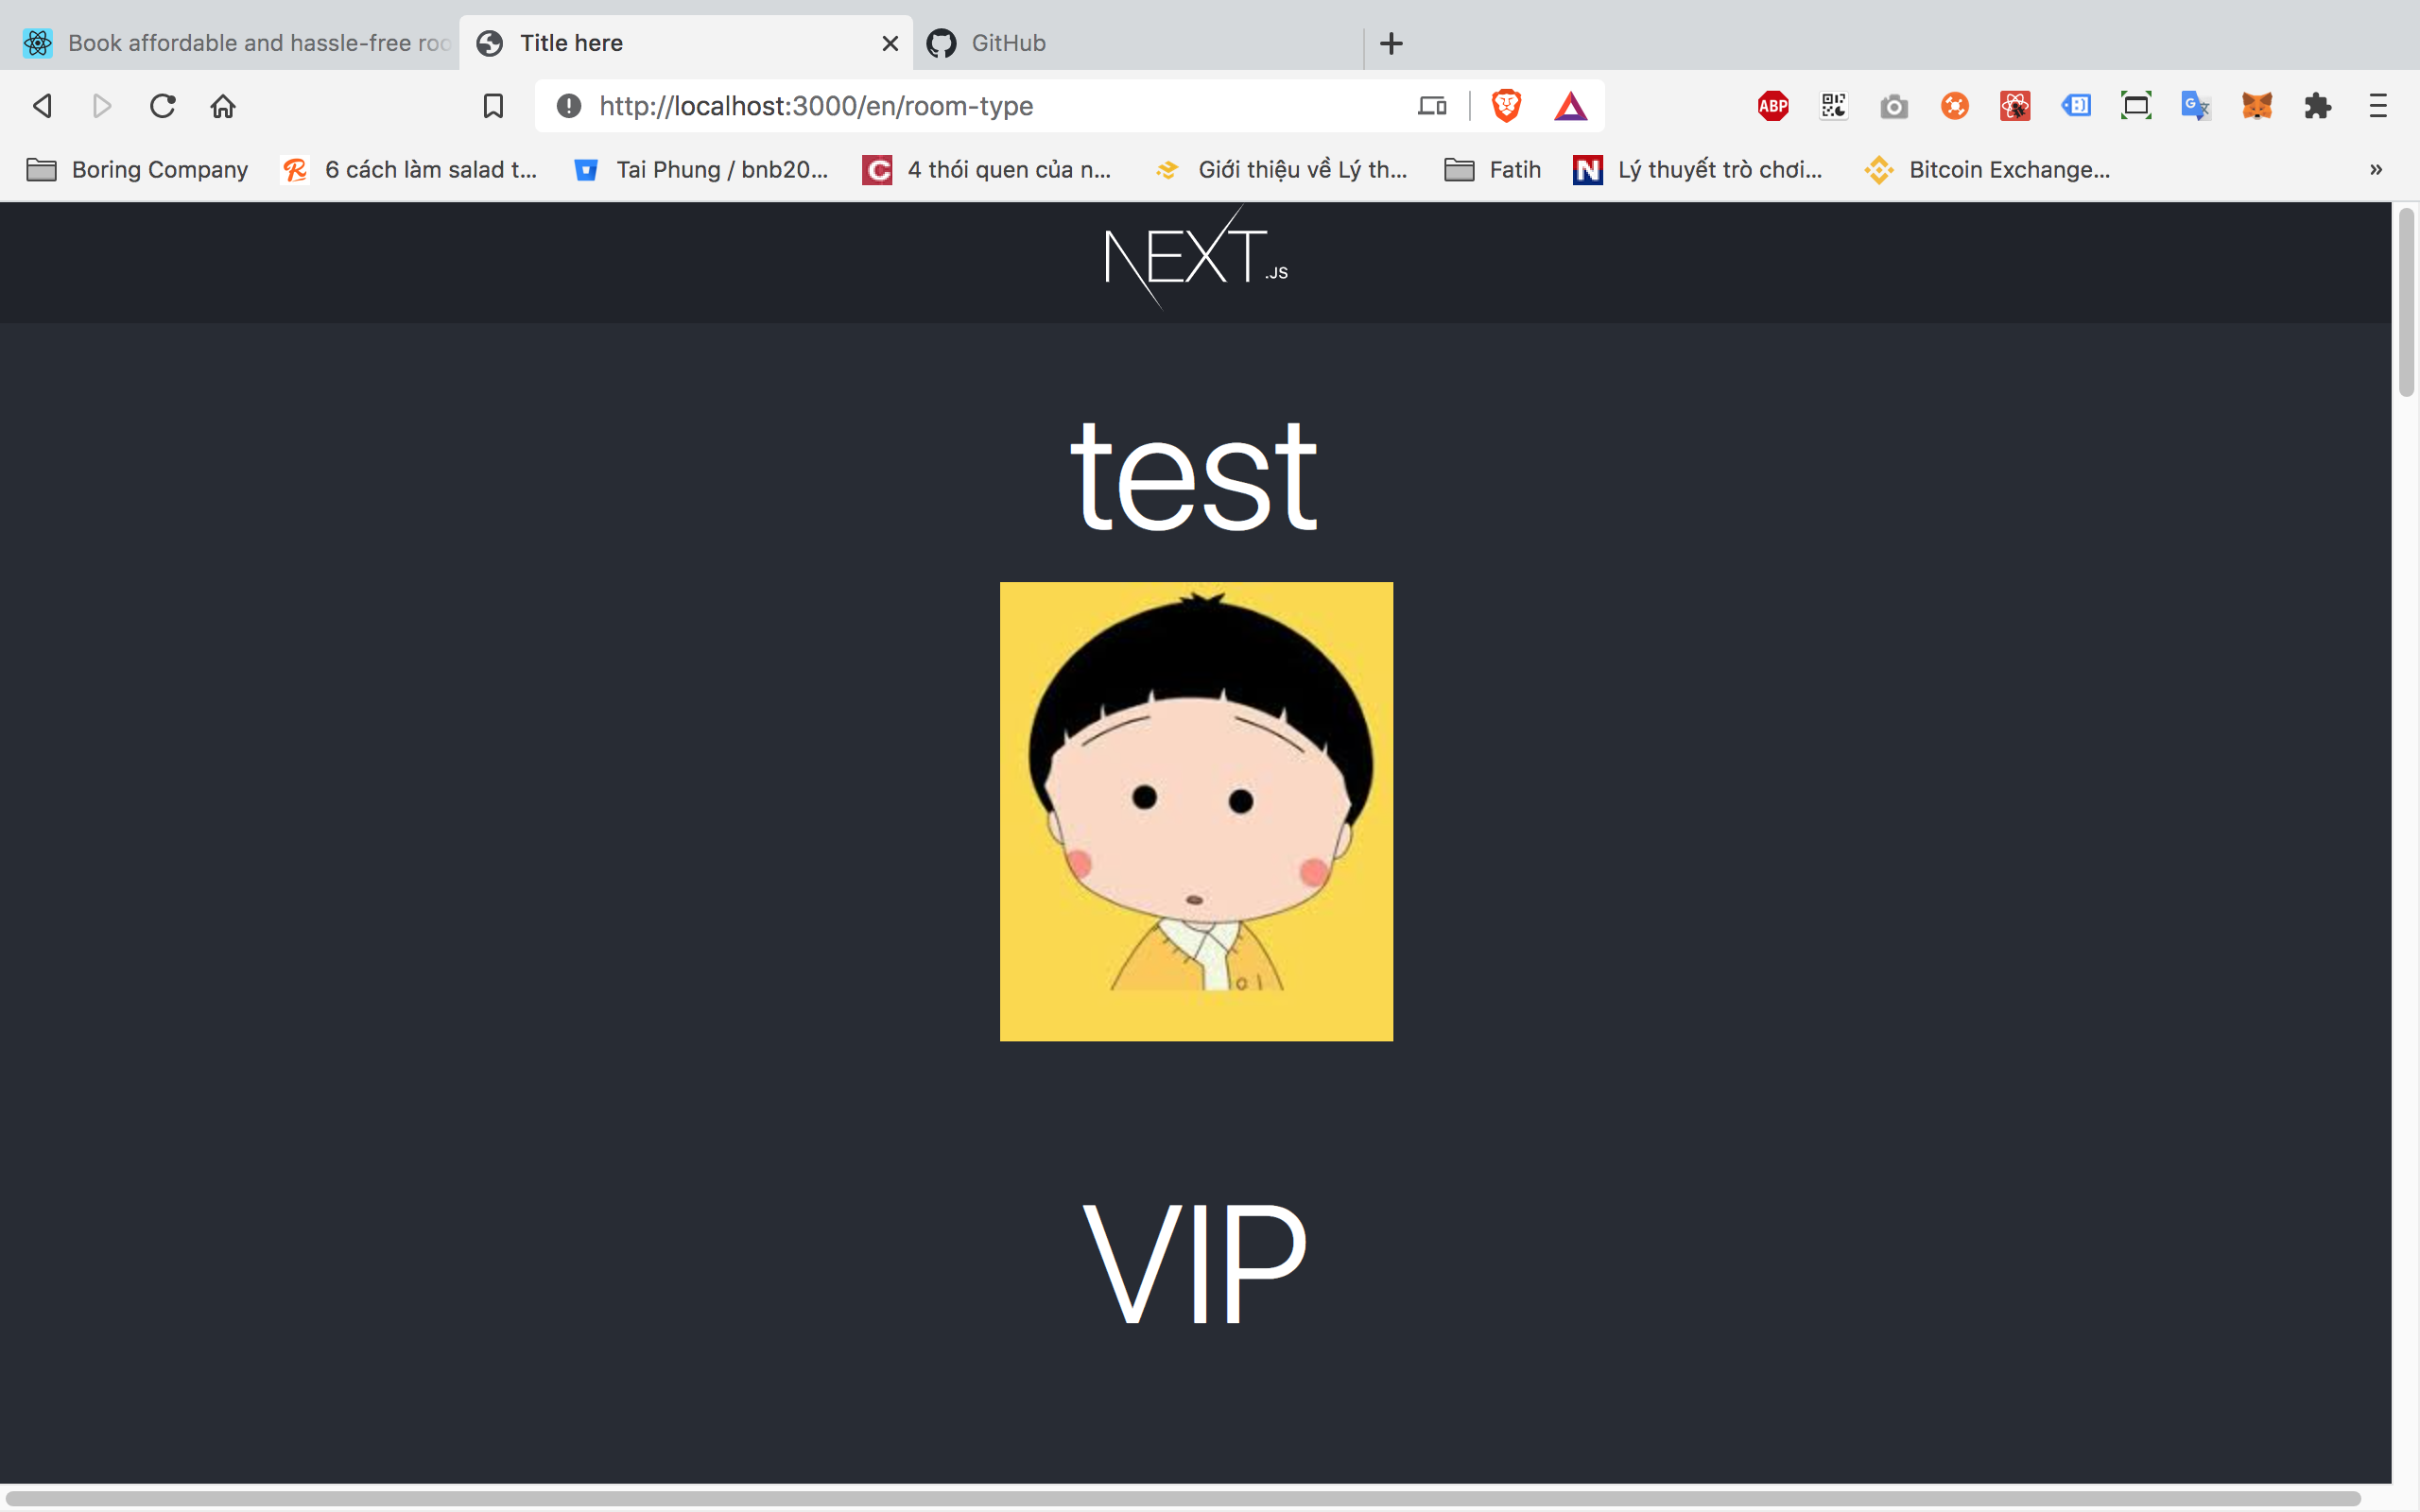 Book affordable and hassle-free roo
Title here
GitHub
http://localhost:3000/en/room-type
ABP
Boring Company
6 cách làm salad t...
Tai Phung / bnb20...
4 thói quen của n...
Giới thiệu về Lý th...
Fatih
Lý thuyết trò chơi...
Bitcoin Exchange...
NEXT.JS
test
VIP